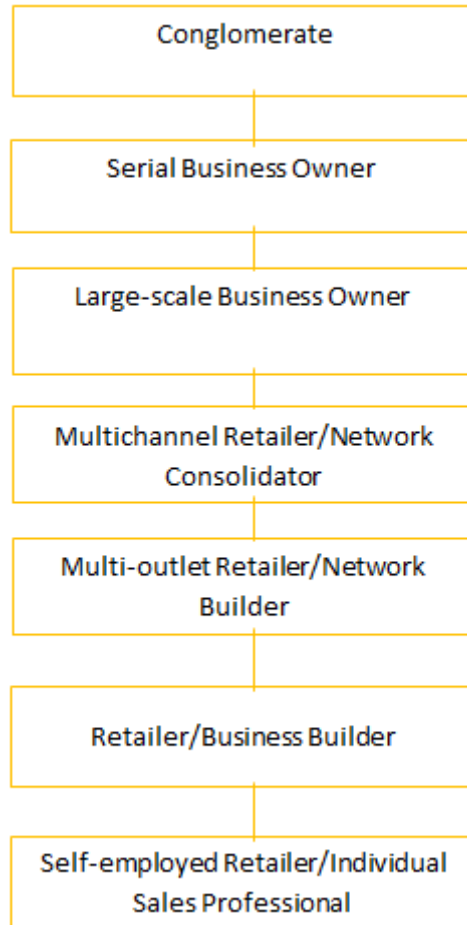 Conglomerate
Serial Business Owner
Large-scale Business Owner
Multichannel Retailer/Network
Consolidator
Multi-outlet Retailer/Network
Builder
Retailer/Business Builder
Self-employed Retailer/Individual
Sales Professional